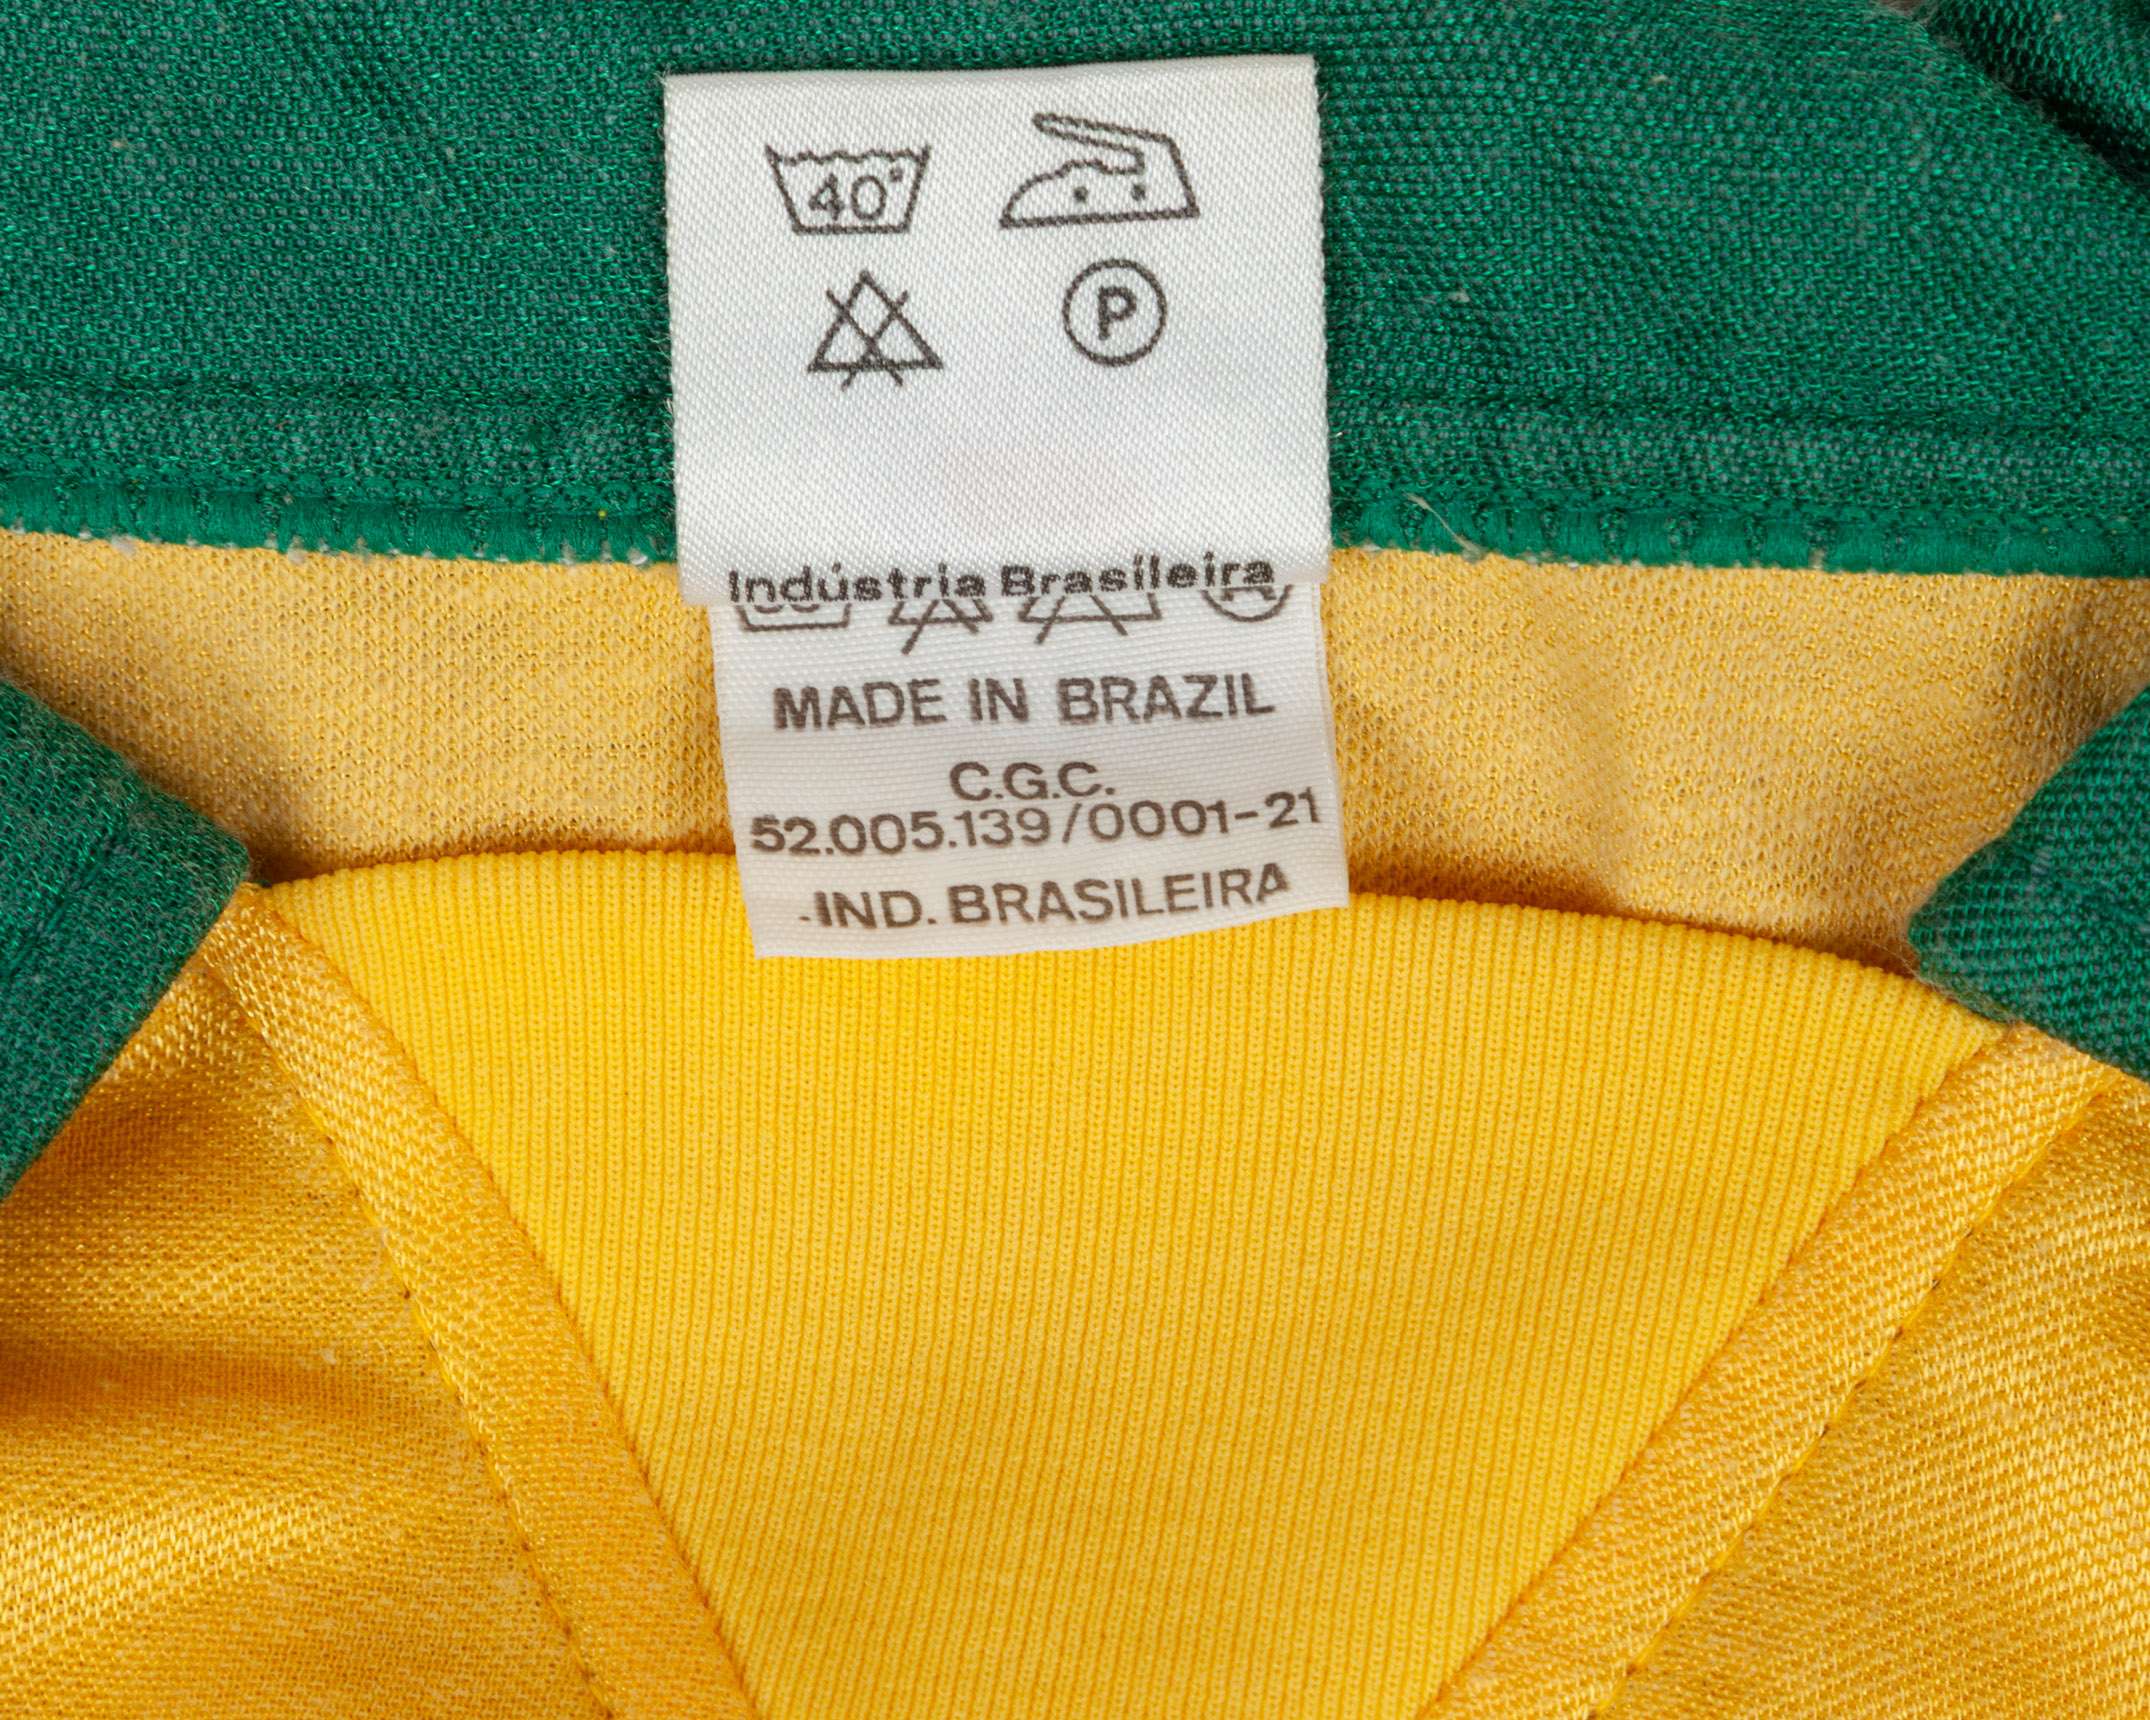 40°
P
Indústria Brasileira
MADE IN BRAZIL
C.G.C.
52.005.139/0001-21
IND. BRASILEIRA